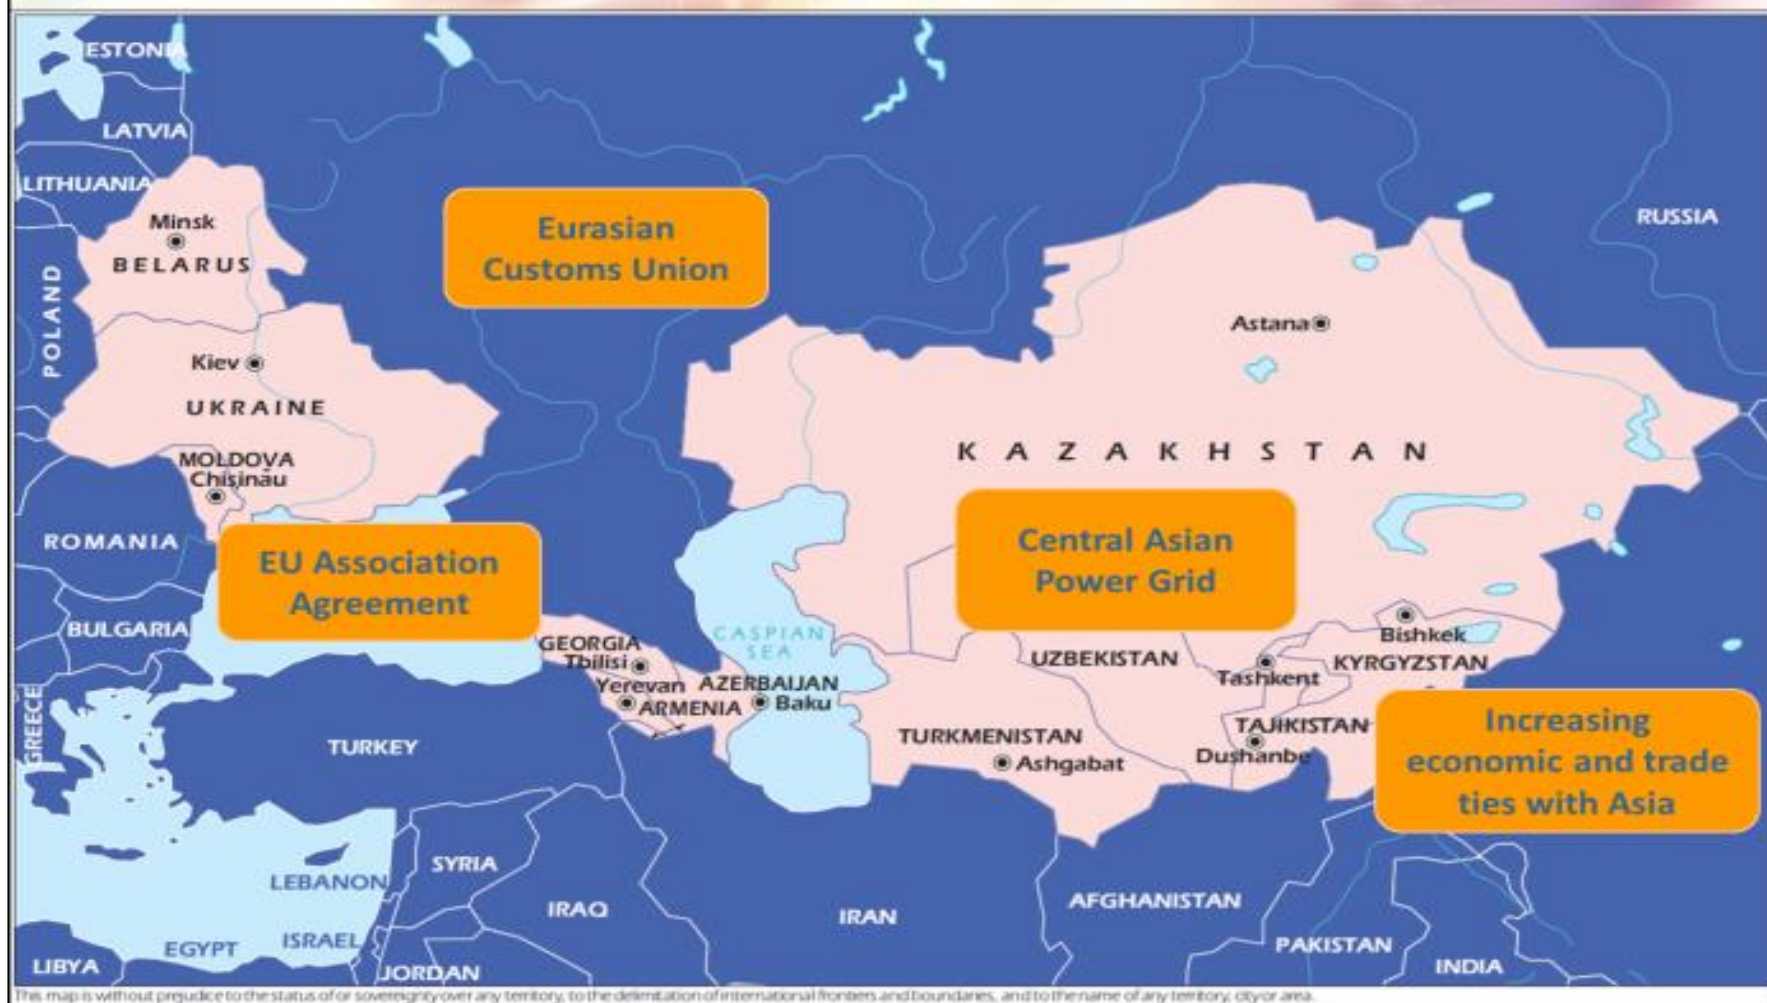 ESTONIA
LATVIA
LITHUANIA
RUSSIA
Minsk
BELARUS
POLAND
Eurasian
Customs Union
Astana
Kiev
UKRAINE
KAZAKHSTAN
MOLDOVA
Chisinău
ROMANIA
EU Association
Agreement
Central Asian
Power Grid
BULGARIA
GEORGIA
Tbilisi
CASPIAN
SEA
Bishkek
UZBEKISTAN
KYRGYZSTAN
Tashkent
Yerevan
AZERBAIJAN
ARMENIA
Baku
GREECE
TURKEY
TURKMENISTAN
Ashgabat
TAJIKISTAN
Dushanbe
Increasing
economic and trade
ties with Asia
SYRIA
LEBANON
IRAQ
IRAN
AFGHANISTAN
EGYPT
ISRAEL
PAKISTAN
LIBYA
JORDAN
INDIA
This map is without prejudice to the status of or sovereignty over any territory, to the delimitation of international frontiers and boundaries, and to the name of any territory, city or area.